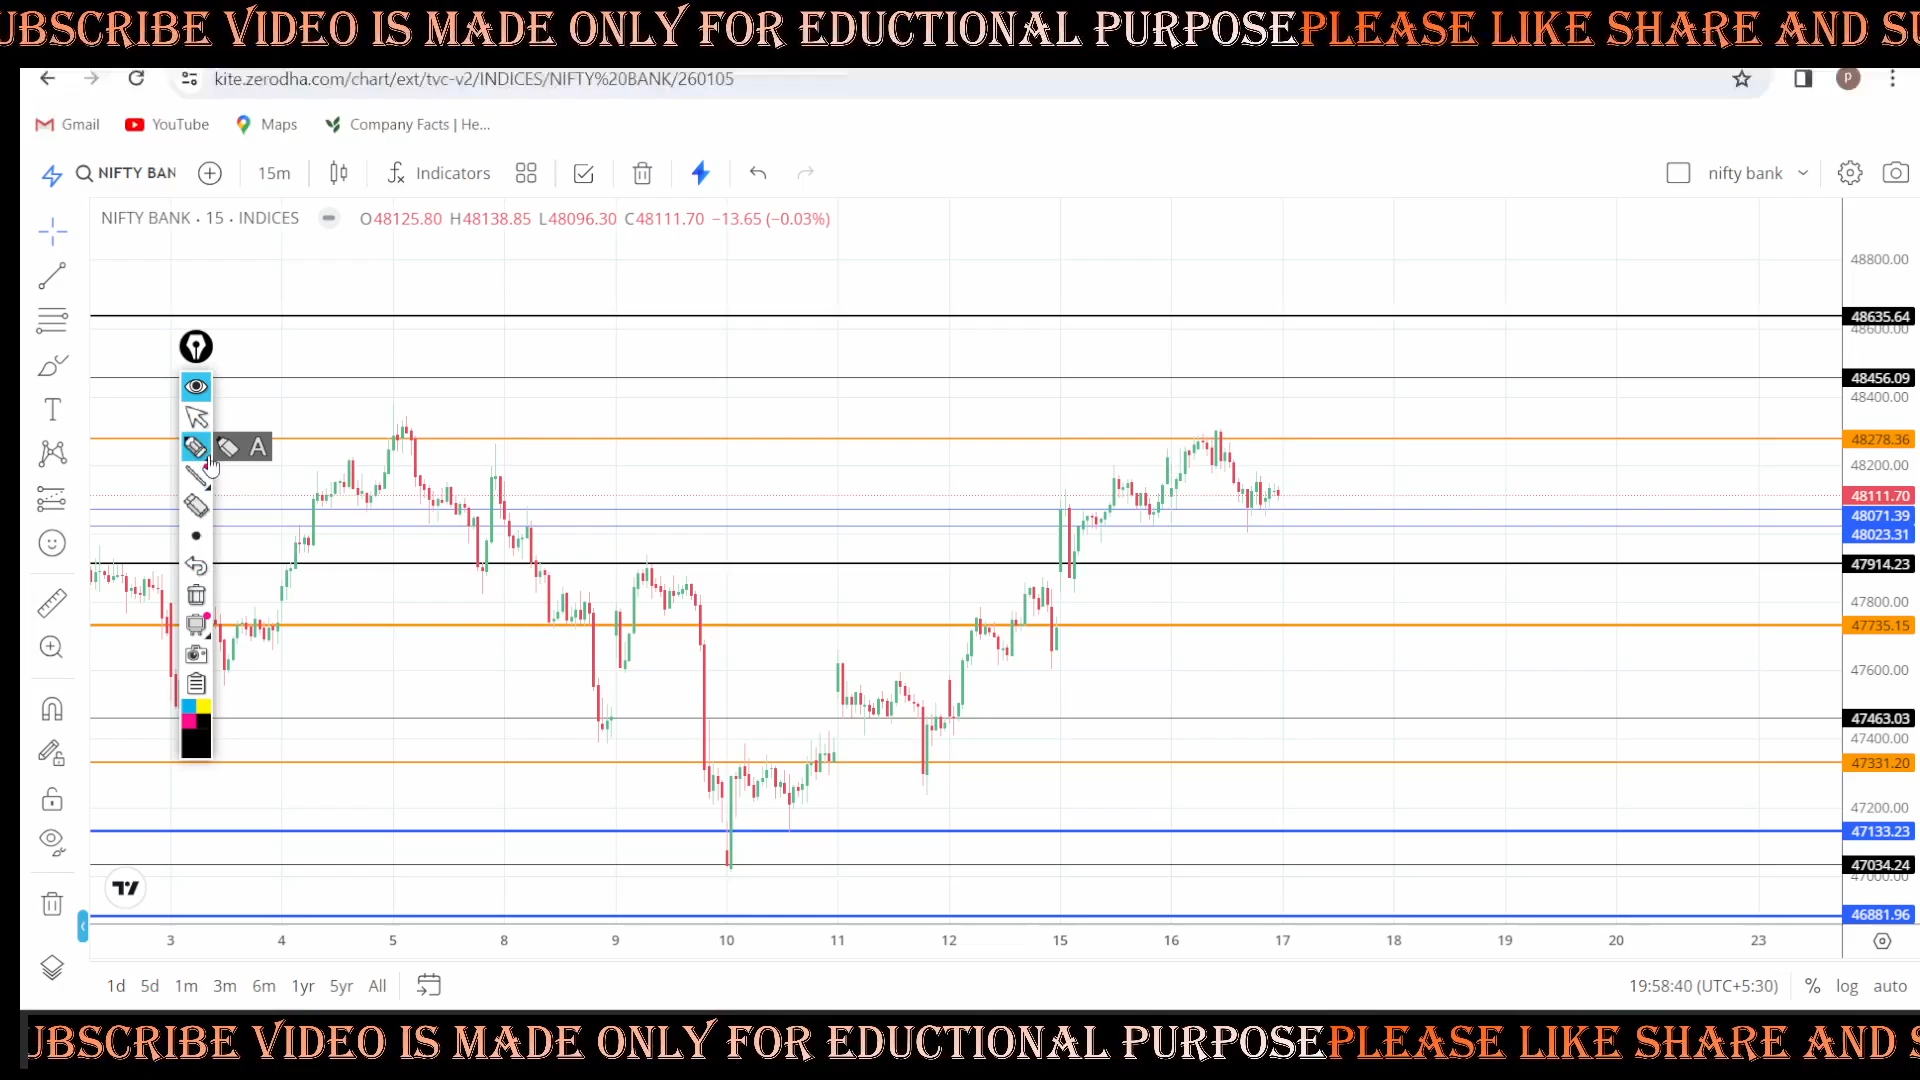 UBSCRIBE VIDEO IS MADE ONLY FOR EDUCTIONAL PURPOSEPLEASE LIKE SHARE AND SU
kite.zerodha.com/chart/ext/tvc-v2/INDICES/NIFTY%20BANK/260105
P
Gmail YouTube Maps Company Facts | He...
NIFTY BAN 15m Indicators nifty bank
NIFTY BANK · 15 · INDICES O48125.80 H48138.85 L48096.30 C48111.70 −13.65 (−0.03%)
48800.00
48635.64
48600.00
48456.09
48400.00
48278.36
48200.00
48111.70
48071.39
48023.31
47914.23
47800.00
47735.15
47600.00
47463.03
47400.00
47331.20
47200.00
47133.23
47034.24
47000.00
46881.96
T
A
3 4 5 8 9 10 11 12 15 16 17 18 19 20 23
1d 5d 1m 3m 6m 1yr 5yr All 19:58:40 (UTC+5:30) % log auto
UBSCRIBE VIDEO IS MADE ONLY FOR EDUCTIONAL PURPOSEPLEASE LIKE SHARE AND S